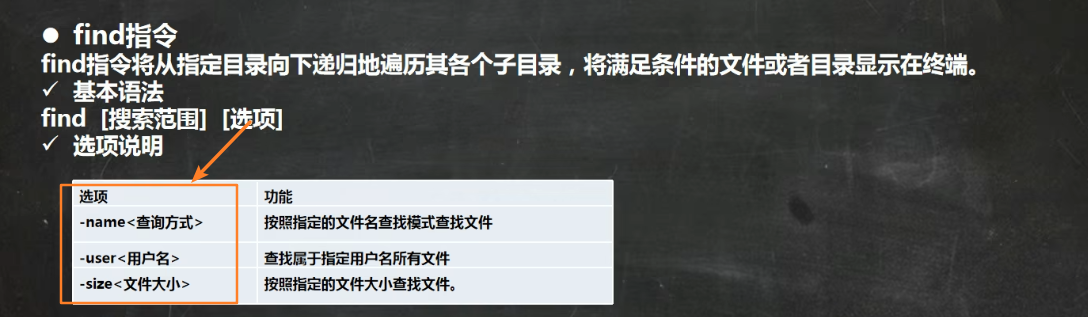 ● find指令
find指令将从指定目录向下递归地遍历其各个子目录，将满足条件的文件或者目录显示在终端。
✓ 基本语法
find [搜索范围] [选项]
✓ 选项说明
选项 功能
-name<查询方式> 按照指定的文件名查找模式查找文件
-user<用户名> 查找属于指定用户名所有文件
-size<文件大小> 按照指定的文件大小查找文件。